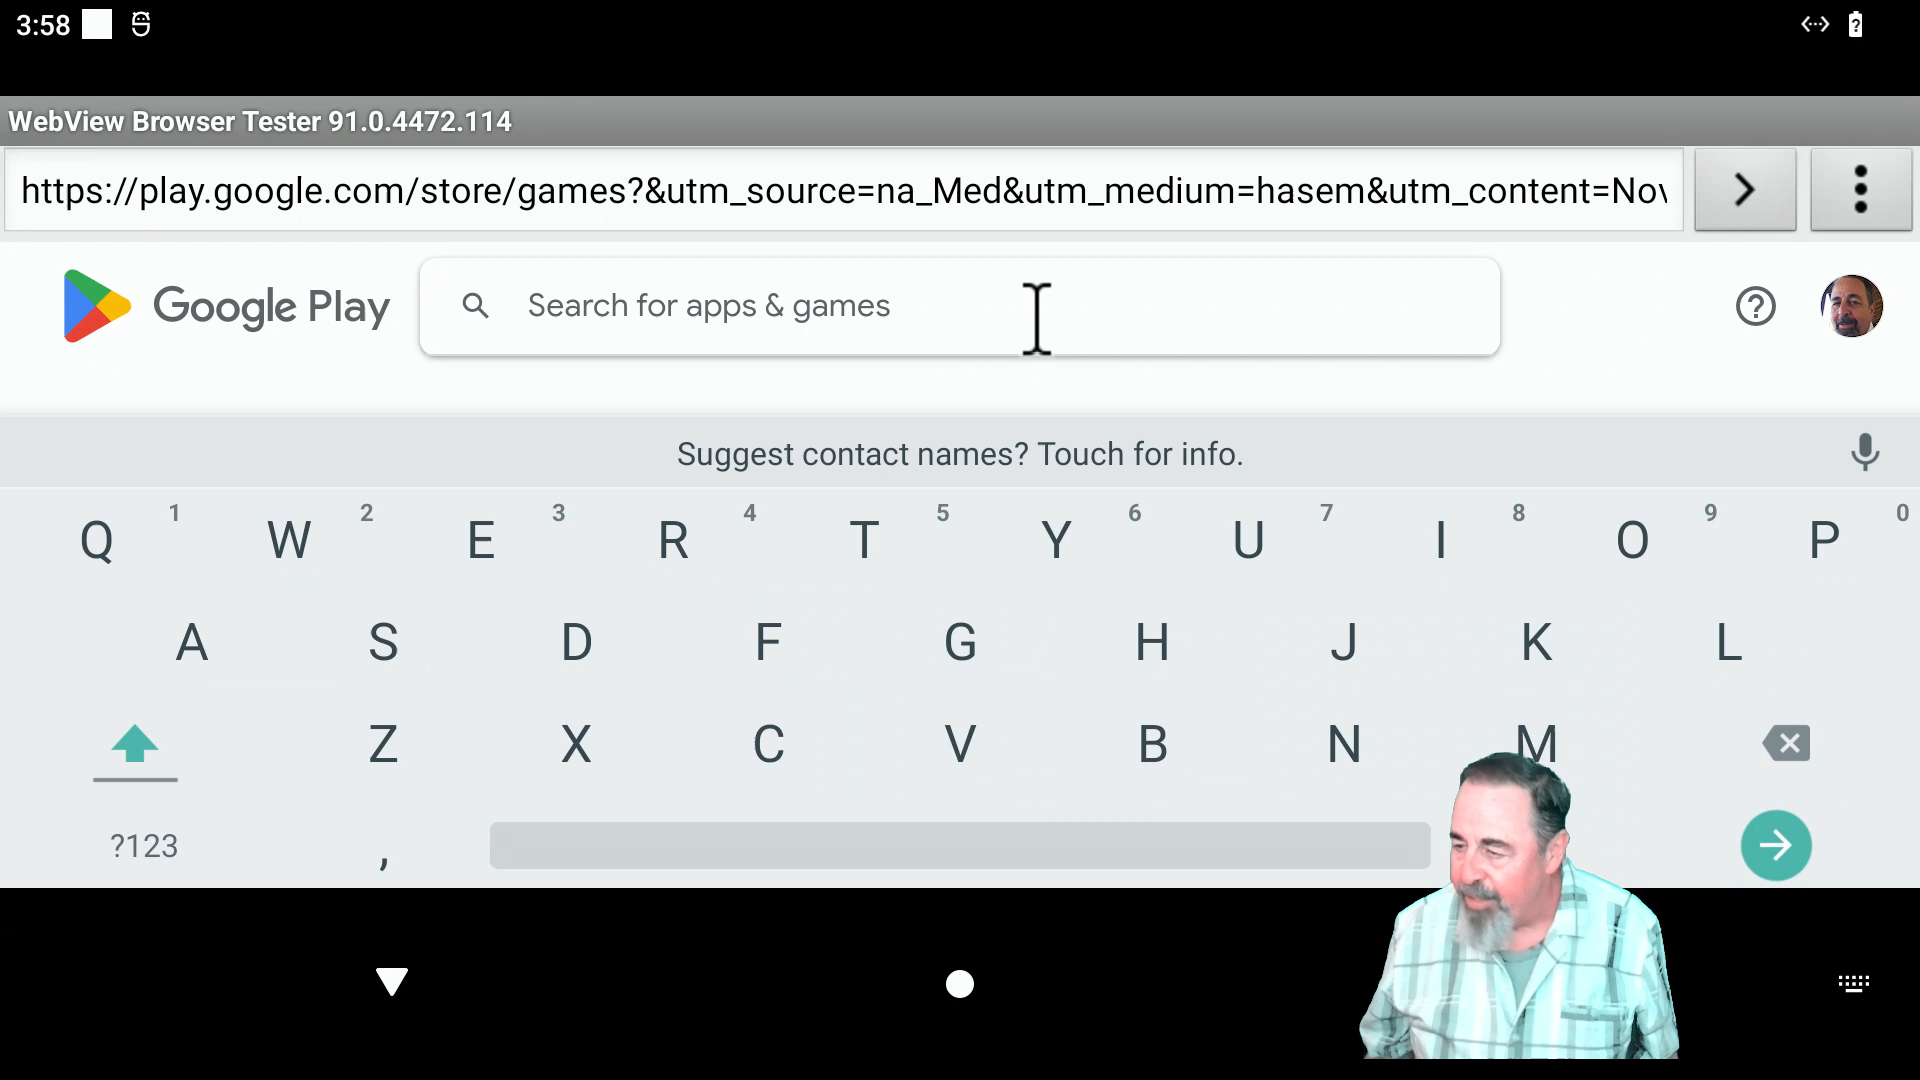 3:58
WebView Browser Tester 91.0.4472.114
https://play.google.com/store/games?&utm_source=na_Med&utm_medium=hasem&utm_content=Nov
Google Play
Search for apps & games
Suggest contact names? Touch for info.
Q 1 W 2 E 3 R 4 T 5 Y 6 U 7 I 8 O 9 P 0
A S D F G H J K L
Z X C V B N M
?123 ,